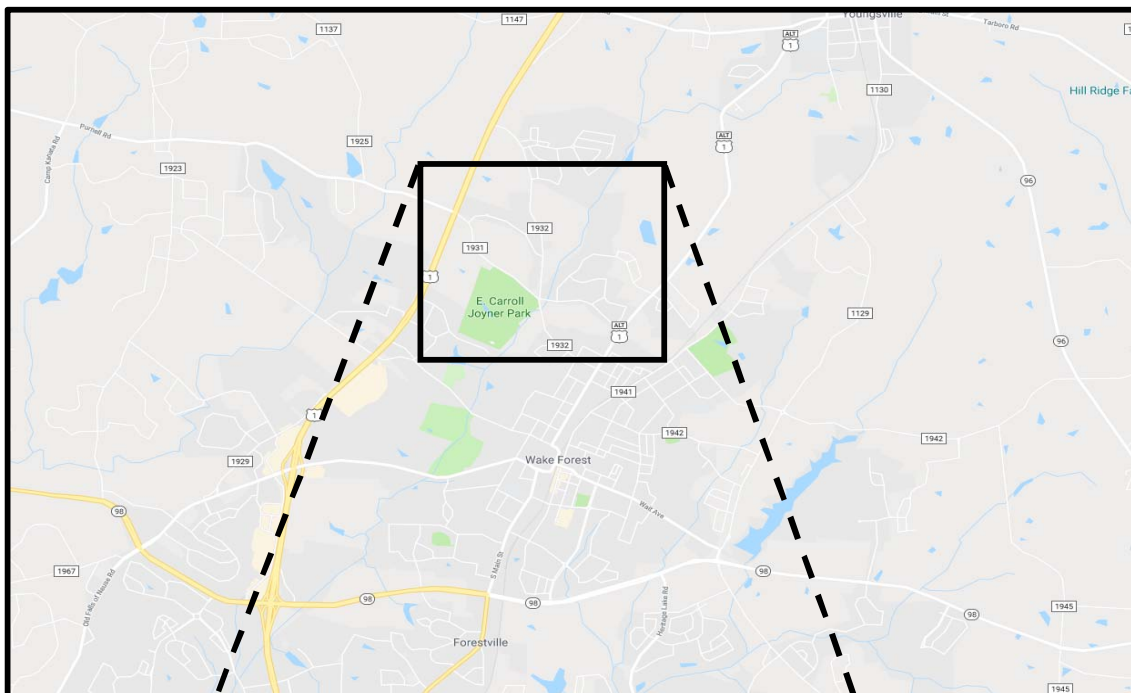 1147
Youngsville
1137
Tarboro Rd
ALT
1
1130
Hill Ridge Fa
Purnell Rd
1925
ALT
1
Camp Kanata Rd
1923
96
1932
1931
1
E. Carroll
Joyner Park
1129
ALT
1
1932
96
1941
1
1942
1942
Wake Forest
1929
98
Wait Ave
S Main St
1967
98
Old Falls of Neuse Rd
98
98
Heritage Lake Rd
98
1945
Forestville
1945